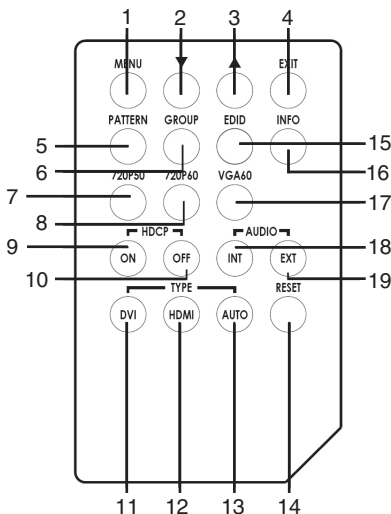 1 2 3 4
MENU EXIT
PATTERN GROUP EDID INFO
5 15
6 16
720P50 720P60 VGA60
7 17
8
HDCP AUDIO
9 ON OFF INT EXT 18
10 19
TYPE RESET
DVI HDMI AUTO
11 12 13 14